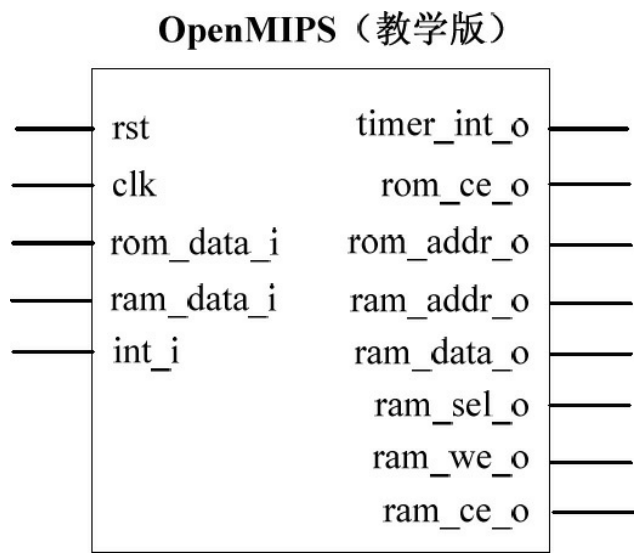 OpenMIPS（教学版）
rst
clk
rom_data_i
ram_data_i
int_i
timer_int_o
rom_ce_o
rom_addr_o
ram_addr_o
ram_data_o
ram_sel_o
ram_we_o
ram_ce_o